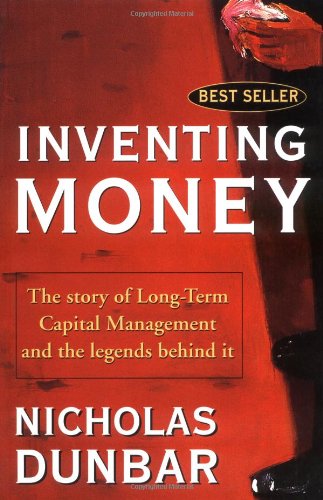 BEST SELLER
INVENTING
MONEY
The story of Long-Term
Capital Management
and the legends behind it
NICHOLAS
DUNBAR